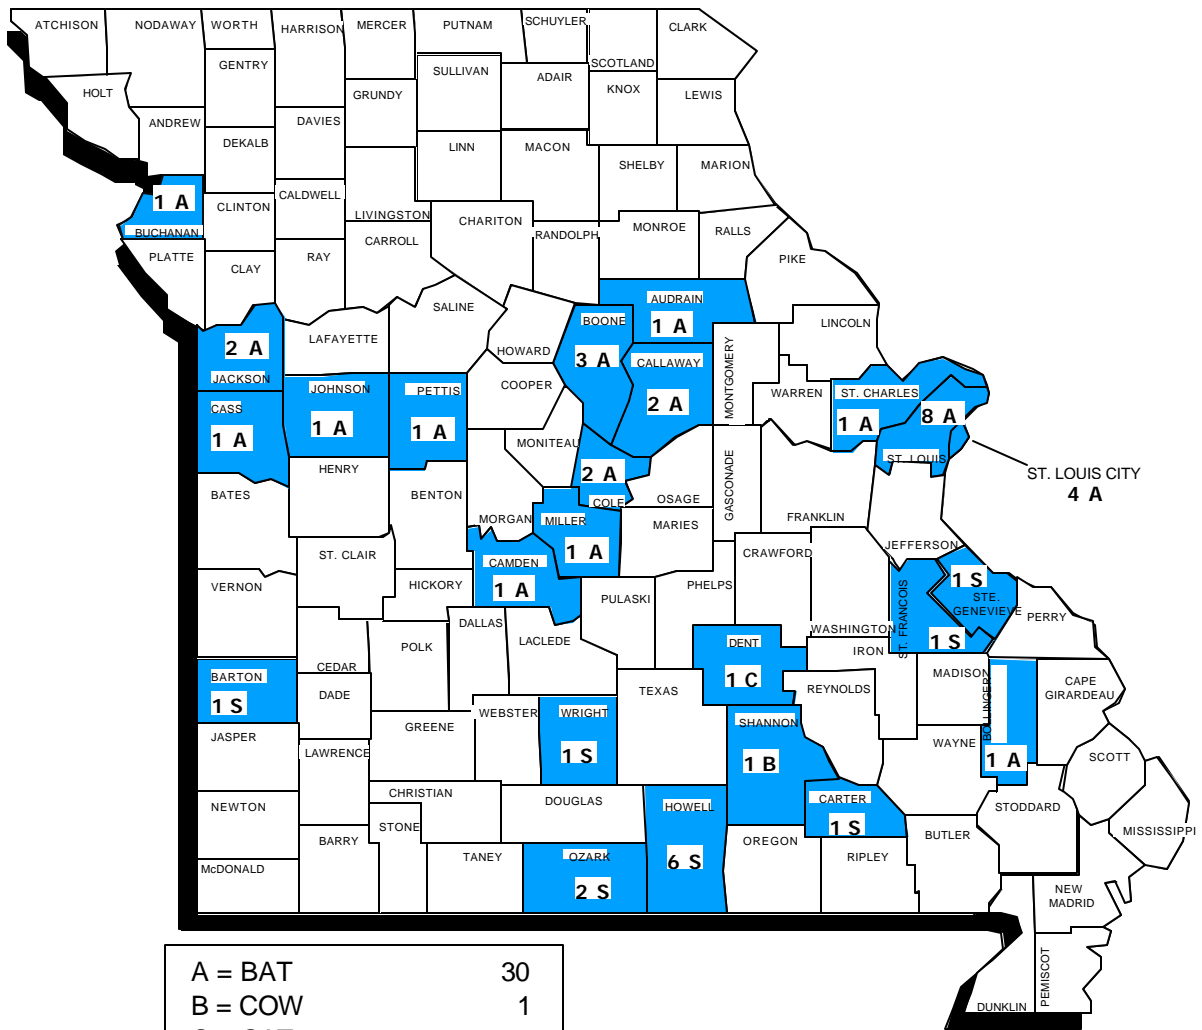 ATCHISON
NODAWAY
WORTH
HARRISON
MERCER
PUTNAM
SCHUYLER
SCOTLAND
CLARK
GENTRY
SULLIVAN
ADAIR
KNOX
LEWIS
HOLT
GRUNDY
ANDREW
DAVIES
DEKALB
LINN
MACON
SHELBY
MARION
1 A
BUCHANAN
CLINTON
CALDWELL
LIVINGSTON
CHARITON
RANDOLPH
MONROE
RALLS
PIKE
PLATTE
CLAY
RAY
CARROLL
SALINE
AUDRAIN
1 A
BOONE
3 A
HOWARD
LINCOLN
2 A
JACKSON
LAFAYETTE
CALLAWAY
2 A
MONTGOMERY
WARREN
ST. CHARLES
1 A
8 A
ST. LOUIS
ST. LOUIS CITY
4 A
CASS
1 A
JOHNSON
1 A
PETTIS
1 A
COOPER
MONITEAU
2 A
COLE
OSAGE
GASCONADE
FRANKLIN
JEFFERSON
HENRY
BATES
BENTON
MORGAN
MILLER
1 A
MARIES
ST. CLAIR
CAMDEN
1 A
CRAWFORD
VERNON
HICKORY
PULASKI
PHELPS
WASHINGTON
ST. FRANCOIS
1 S
1 S
STE.
GENEVIEVE
PERRY
DALLAS
LACLEDE
POLK
CEDAR
DENT
1 C
IRON
MADISON
BARTON
1 S
DADE
TEXAS
REYNOLDS
BOLLINGER
1 A
CAPE
GIRARDEAU
JASPER
GREENE
WEBSTER
WRIGHT
1 S
SHANNON
1 B
WAYNE
SCOTT
LAWRENCE
CHRISTIAN
DOUGLAS
HOWELL
6 S
CARTER
1 S
STODDARD
MISSISSIPPI
NEWTON
STONE
BARRY
TANEY
OZARK
2 S
OREGON
RIPLEY
BUTLER
McDONALD
NEW
MADRID
PEMISCOT
DUNKLIN
A = BAT 30
B = COW 1